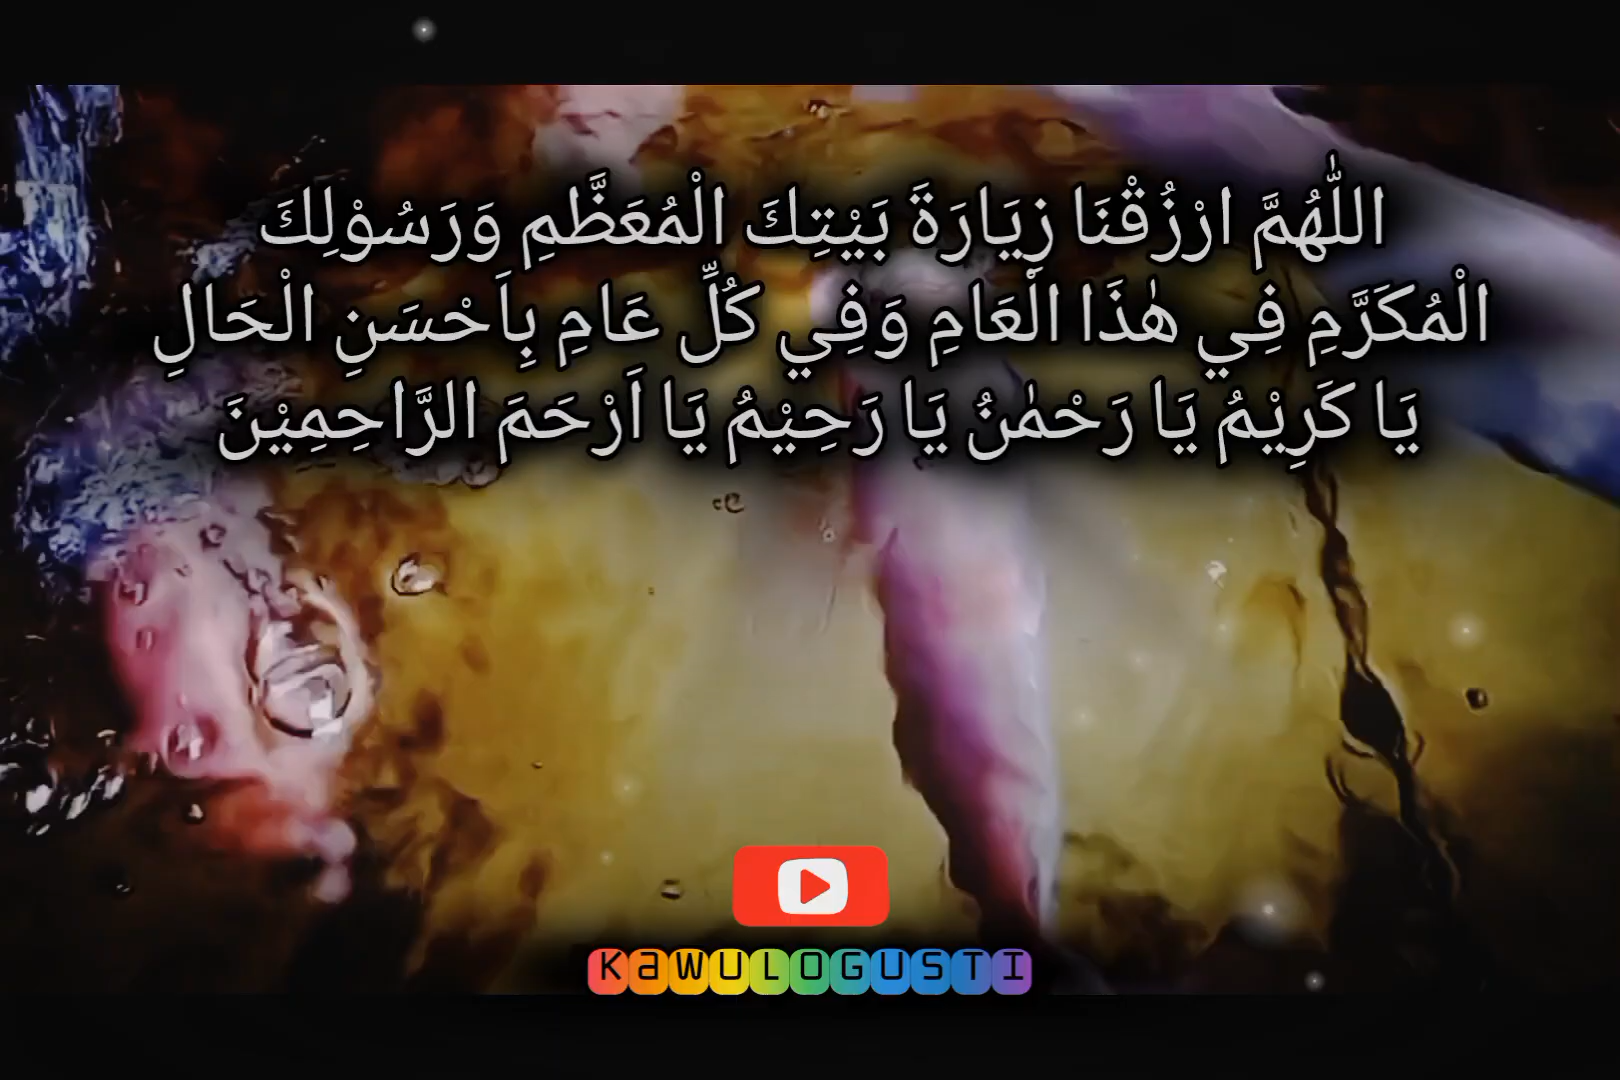 اللّٰهُمَّ ارْزُقْنَا زِيَارَةَ بَيْتِكَ الْمُعَظَّمِ وَرَسُوْلِكَ
الْمُكَرَّمِ فِي هٰذَا الْعَامِ وَفِي كُلِّ عَامِ بِاَحْسَنِ الْحَالِ
يَا كَرِيْمُ يَا رَحْمٰنُ يَا رَحِيْمُ يَا اَرْحَمَ الرَّاحِمِيْنَ
KaWULOGUSTI